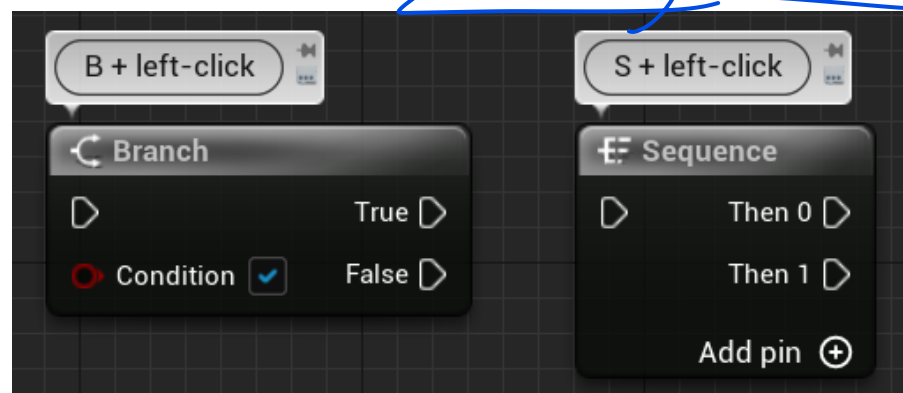 B + left-click
S + left-click
Branch
True
Condition
False
Sequence
Then 0
Then 1
Add pin